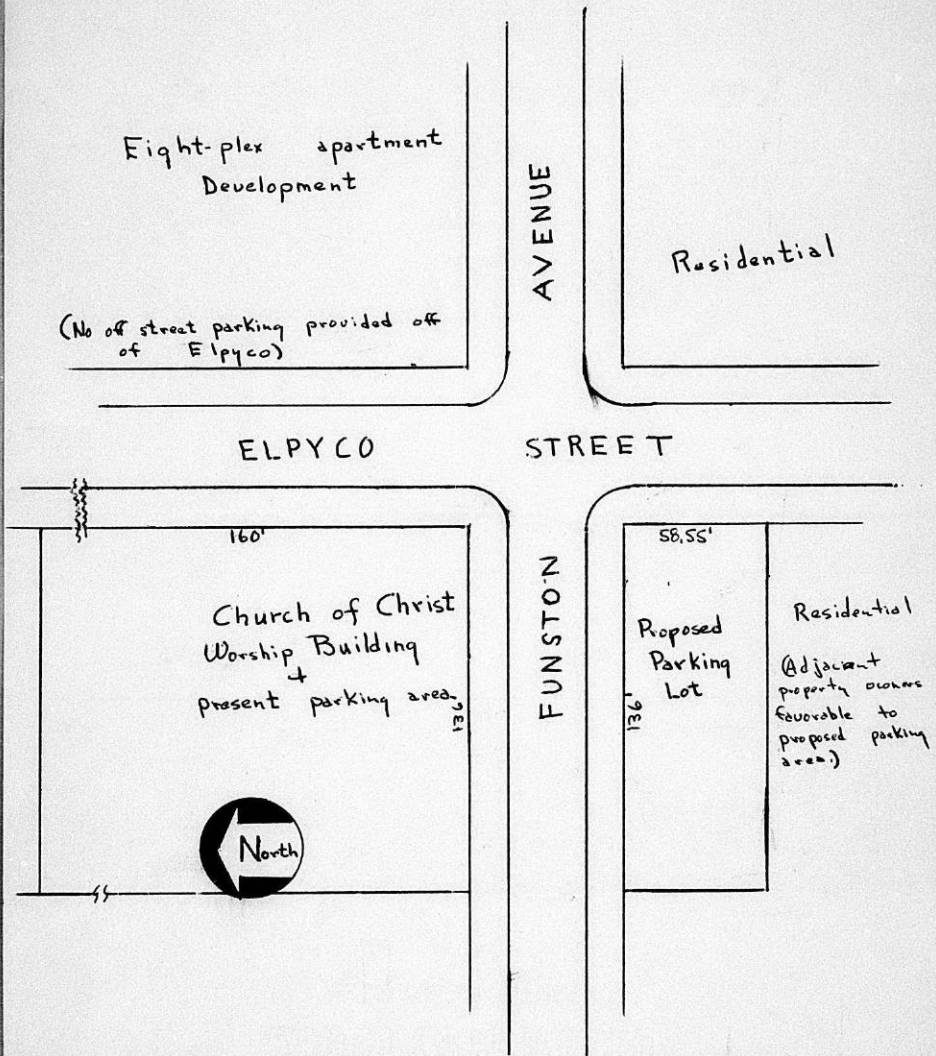 Eight-plex apartment
Development
(No off street parking provided off
of Elpyco)
AVENUE
Residential
ELPYCO STREET
160'
58.55'
Church of Christ
Worship Building
+
present parking area
136'
FUNSTON
136'
Proposed
Parking
Lot
Residential
(Adjacent
property owners
favorable to
proposed parking
area.)
North